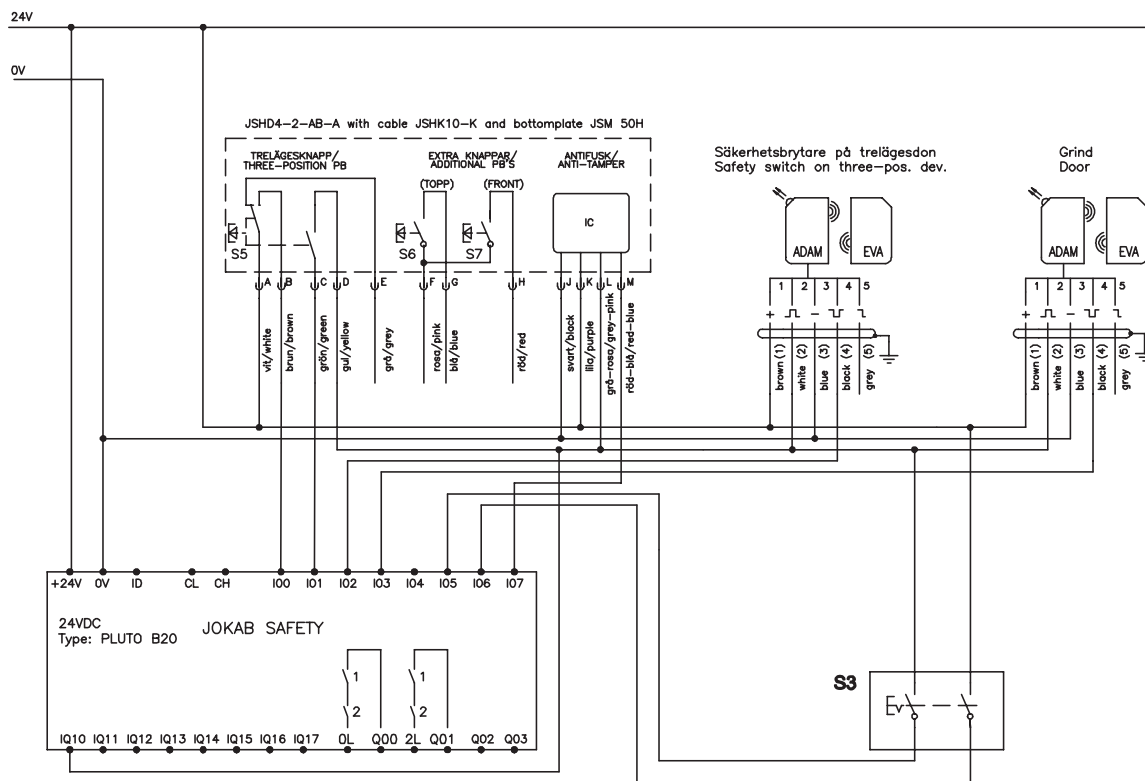 24V
0V
JSHD4-2-AB-A with cable JSHK10-K and bottomplate JSM 50H
TRELÄGESKNAPP/
THREE-POSITION PB
EXTRA KNAPPAR/
ADDITIONAL PB'S
ANTIFUSK/
ANTI-TAMPER
(TOPP)
(FRONT)
IC
S5
S6
S7
A
B
C
D
E
F
G
H
J
K
L
M
vit/white
brun/brown
grön/green
gul/yellow
grå/grey
rosa/pink
blå/blue
röd/red
svart/black
lila/purple
grå-rosa/grey-pink
röd-blå/red-blue
Säkerhetsbrytare på trelägesdon
Safety switch on three-pos. dev.
ADAM
EVA
1 2 3 4 5
+ -
brown (1)
white (2)
blue (3)
black (4)
grey (5)
Grind
Door
ADAM
EVA
1 2 3 4 5
+ -
brown (1)
white (2)
blue (3)
black (4)
grey (5)
+24V 0V ID CL CH I00 I01 I02 I03 I04 I05 I06 I07
24VDC
Type: PLUTO B20
JOKAB SAFETY
1
2
1
2
IQ10 IQ11 IQ12 IQ13 IQ14 IQ15 IQ16 IQ17 0L Q00 2L Q01 Q02 Q03
S3